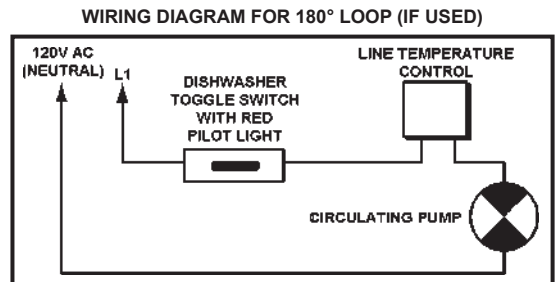 WIRING DIAGRAM FOR 180° LOOP (IF USED)
120V AC
(NEUTRAL) L1
DISHWASHER
TOGGLE SWITCH
WITH RED
PILOT LIGHT
LINE TEMPERATURE
CONTROL
CIRCULATING PUMP